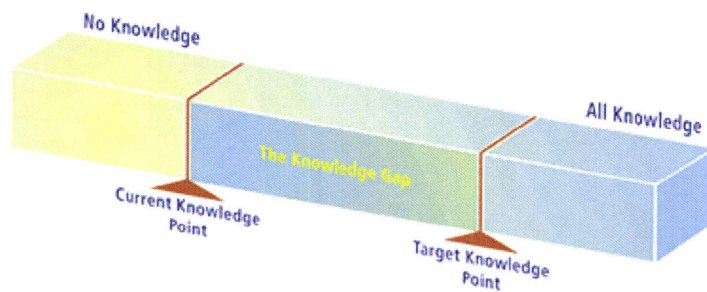 No Knowledge
All Knowledge
The Knowledge Gap
Current Knowledge
Point
Target Knowledge
Point